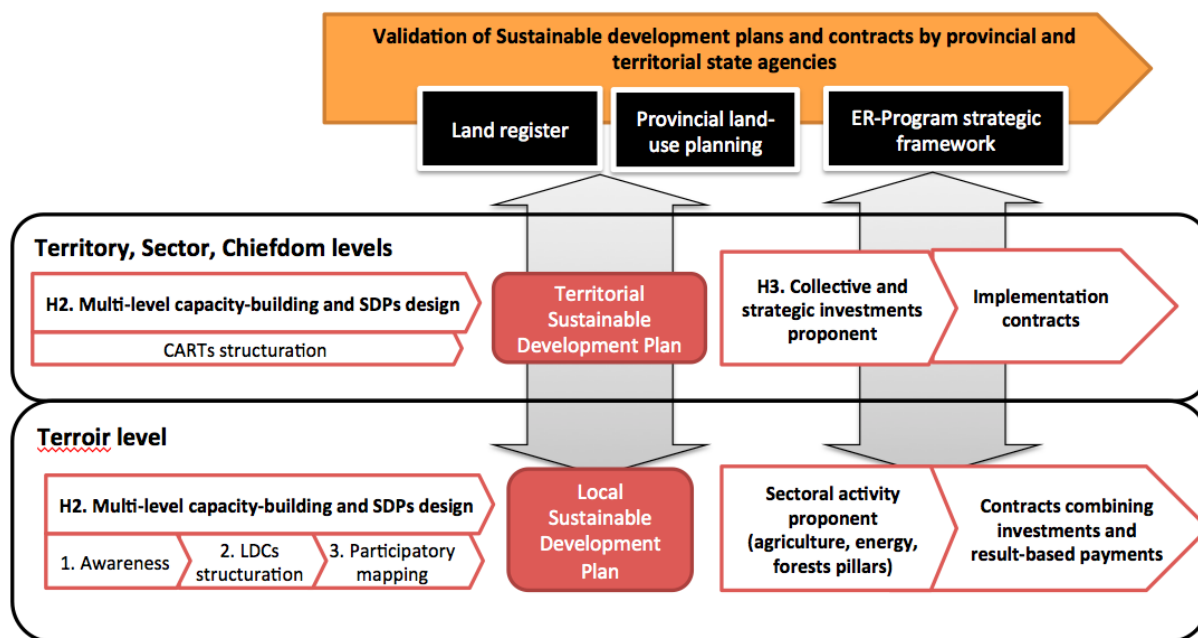 Validation of Sustainable development plans and contracts by provincial and
territorial state agencies
Land register
Provincial land-
use planning
ER-Program strategic
framework
Territory, Sector, Chiefdom levels
H2. Multi-level capacity-building and SDPs design
CARTs structuration
Territorial
Sustainable
Development Plan
H3. Collective and
strategic investments
proponent
Implementation
contracts
Terroir level
H2. Multi-level capacity-building and SDPs design
1. Awareness
2. LDCs
structuration
3. Participatory
mapping
Local
Sustainable
Development
Plan
Sectoral activity
proponent
(agriculture, energy,
forests pillars)
Contracts combining
investments and
result-based payments